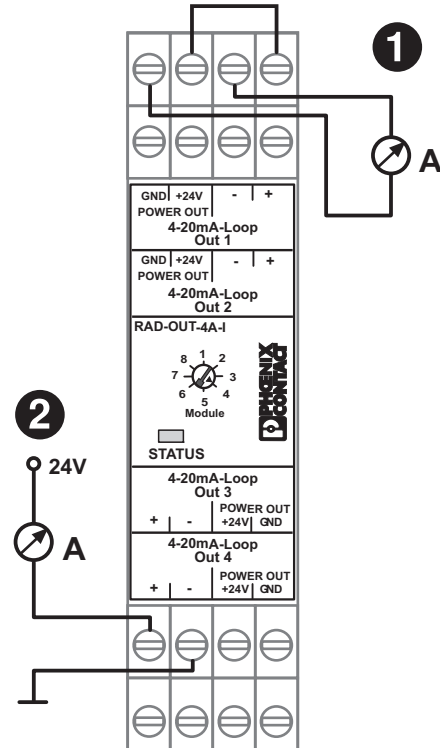 1
A
GND +24V - +
POWER OUT
4-20mA-Loop
Out 1
GND +24V - +
POWER OUT
4-20mA-Loop
Out 2
RAD-OUT-4A-I
PHŒNIX
CONTACT
1
2
3
4
5
6
7
8
Module
STATUS
2
24V
A
4-20mA-Loop
Out 3
POWER OUT
+ - +24V GND
4-20mA-Loop
Out 4
POWER OUT
+ - +24V GND